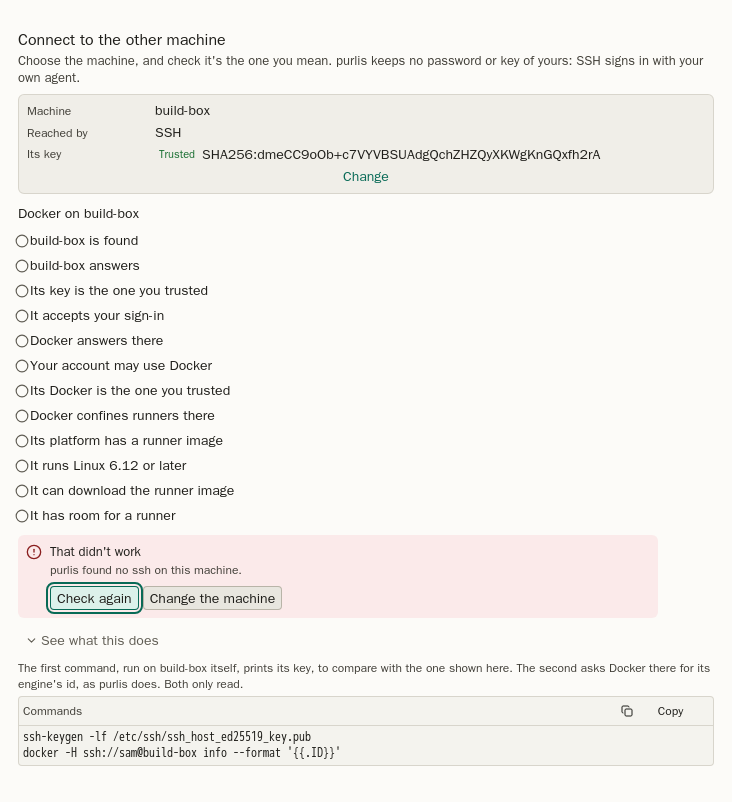 Connect to the other machine
Choose the machine, and check it's the one you mean. purlis keeps no password or key of yours: SSH signs in with your
own agent.
Machine build-box
Reached by SSH
Its key Trusted SHA256:dmeCC9oOb+c7VYVBSUAdgQchZHZQyXKWgKnGQxfh2rA
Change
Docker on build-box
build-box is found
build-box answers
Its key is the one you trusted
It accepts your sign-in
Docker answers there
Your account may use Docker
Its Docker is the one you trusted
Docker confines runners there
Its platform has a runner image
It runs Linux 6.12 or later
It can download the runner image
It has room for a runner
That didn't work
purlis found no ssh on this machine.
Check again Change the machine
See what this does
The first command, run on build-box itself, prints its key, to compare with the one shown here. The second asks Docker there for its
engine's id, as purlis does. Both only read.
Commands Copy
ssh-keygen -lf /etc/ssh/ssh_host_ed25519_key.pub
docker -H ssh://sam@build-box info --format '{{.ID}}'